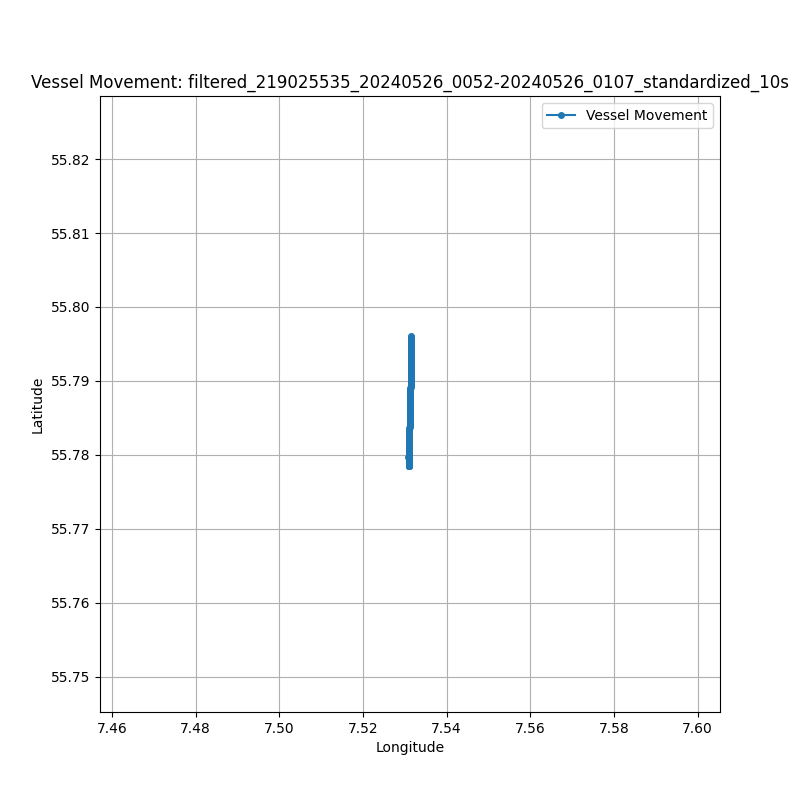 Vessel Movement: filtered_219025535_20240526_0052-20240526_0107_standardized_10s
Vessel Movement
55.82
55.81
55.80
55.79
55.78
55.77
55.76
55.75
Latitude
7.46 7.48 7.50 7.52 7.54 7.56 7.58 7.60
Longitude